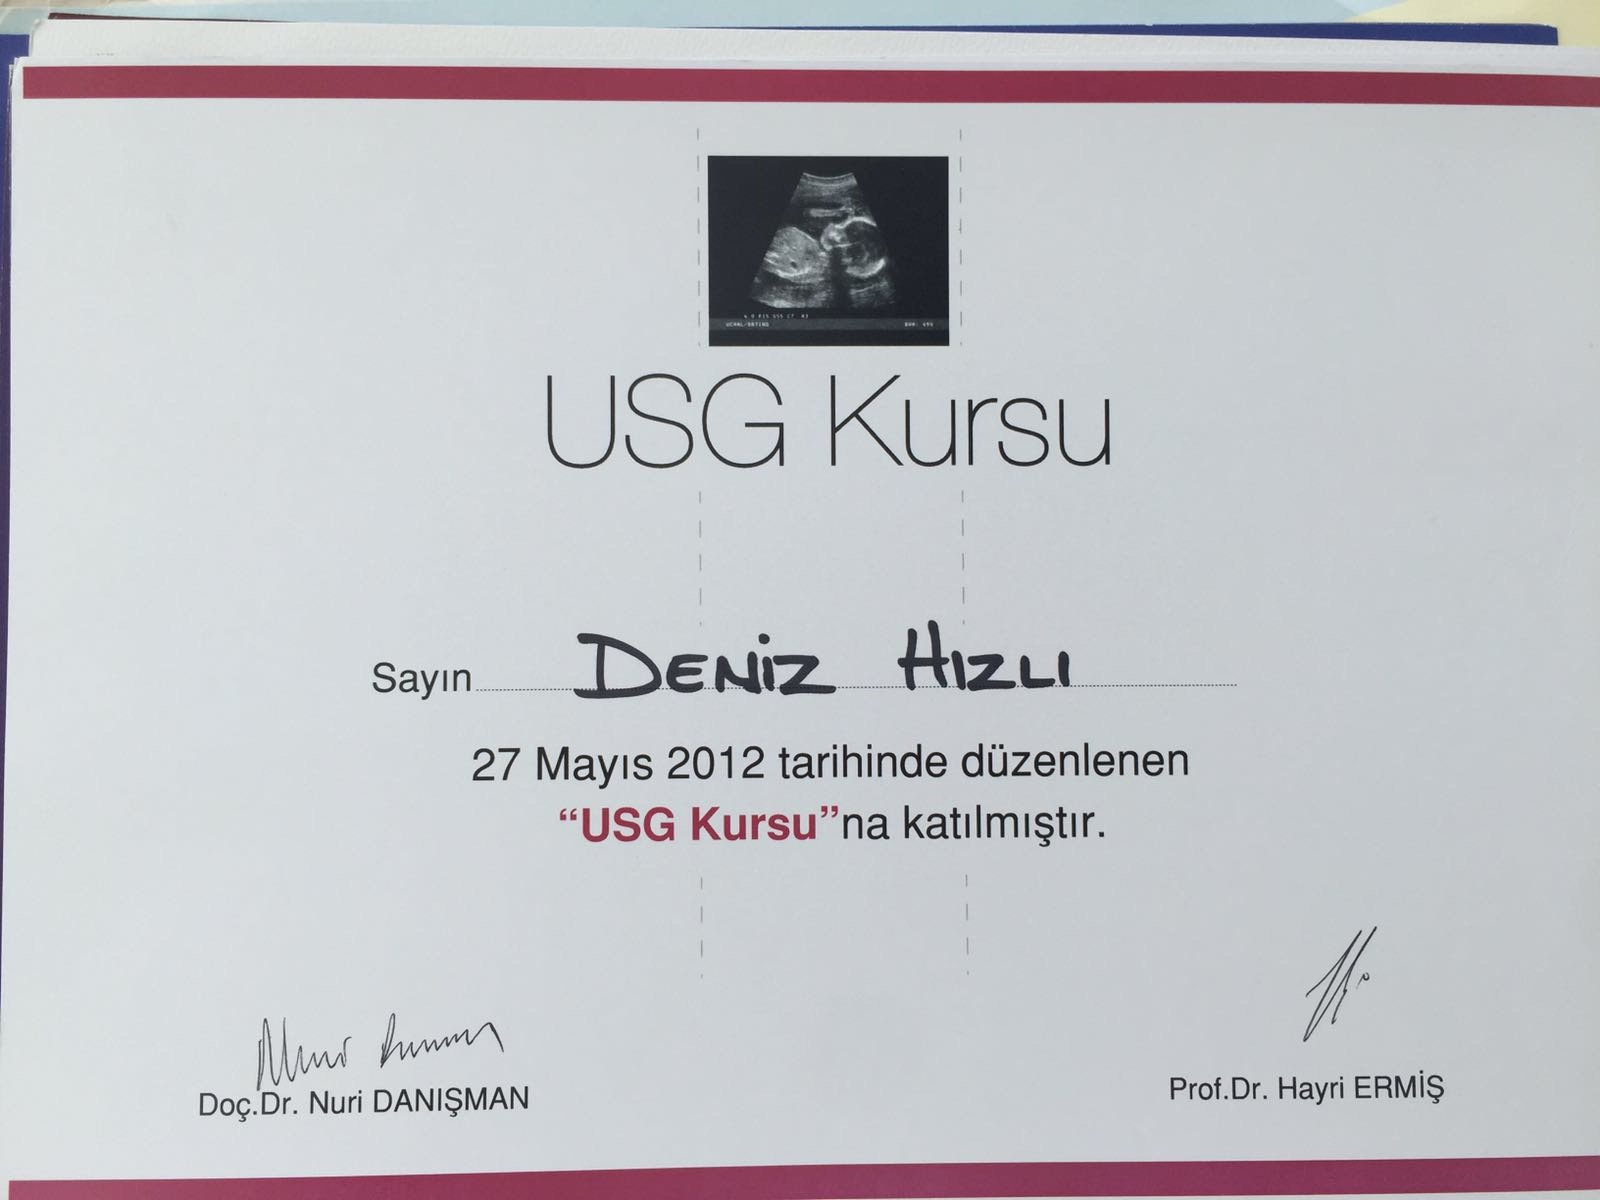 USG Kursu
Sayın DENİZ HIZLI
27 Mayıs 2012 tarihinde düzenlenen
“USG Kursu”na katılmıştır.
Doç.Dr. Nuri DANIŞMAN
Prof.Dr. Hayri ERMİŞ